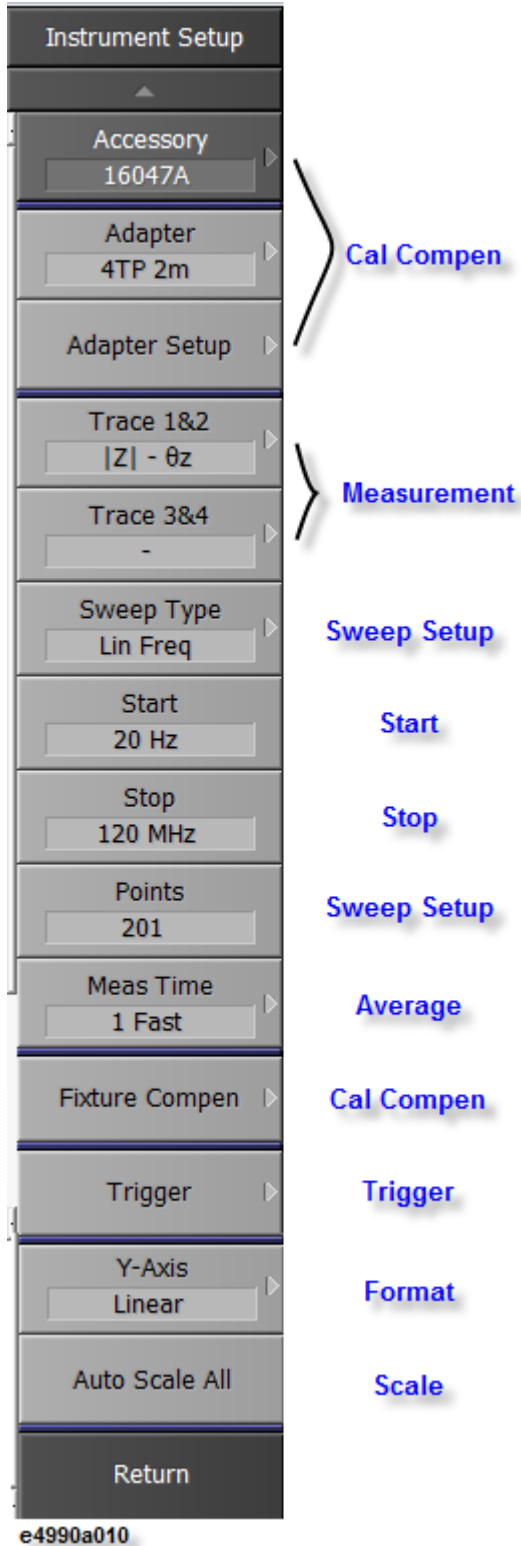 Instrument Setup
Accessory
16047A
Adapter
4TP 2m
Cal Compen
Adapter Setup
Trace 1&2
|Z| - θz
Measurement
Trace 3&4
-
Sweep Type
Lin Freq
Sweep Setup
Start
20 Hz
Start
Stop
120 MHz
Stop
Points
201
Sweep Setup
Meas Time
1 Fast
Average
Fixture Compen
Cal Compen
Trigger
Trigger
Y-Axis
Linear
Format
Auto Scale All
Scale
Return
e4990a010